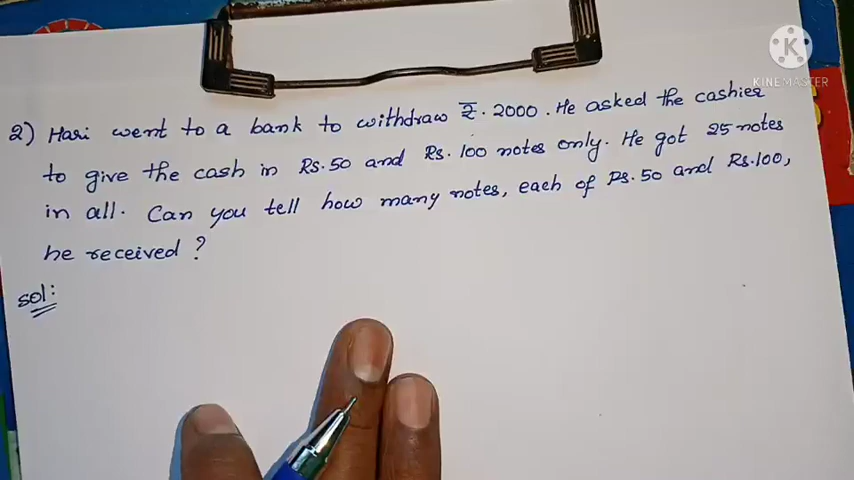 KINEMASTER
2) Hari went to a bank to withdraw ₹. 2000. He asked the cashier
to give the cash in Rs.50 and Rs.100 notes only. He got 25 notes
in all. Can you tell how many notes, each of Rs.50 and Rs.100,
he received ?
sol: